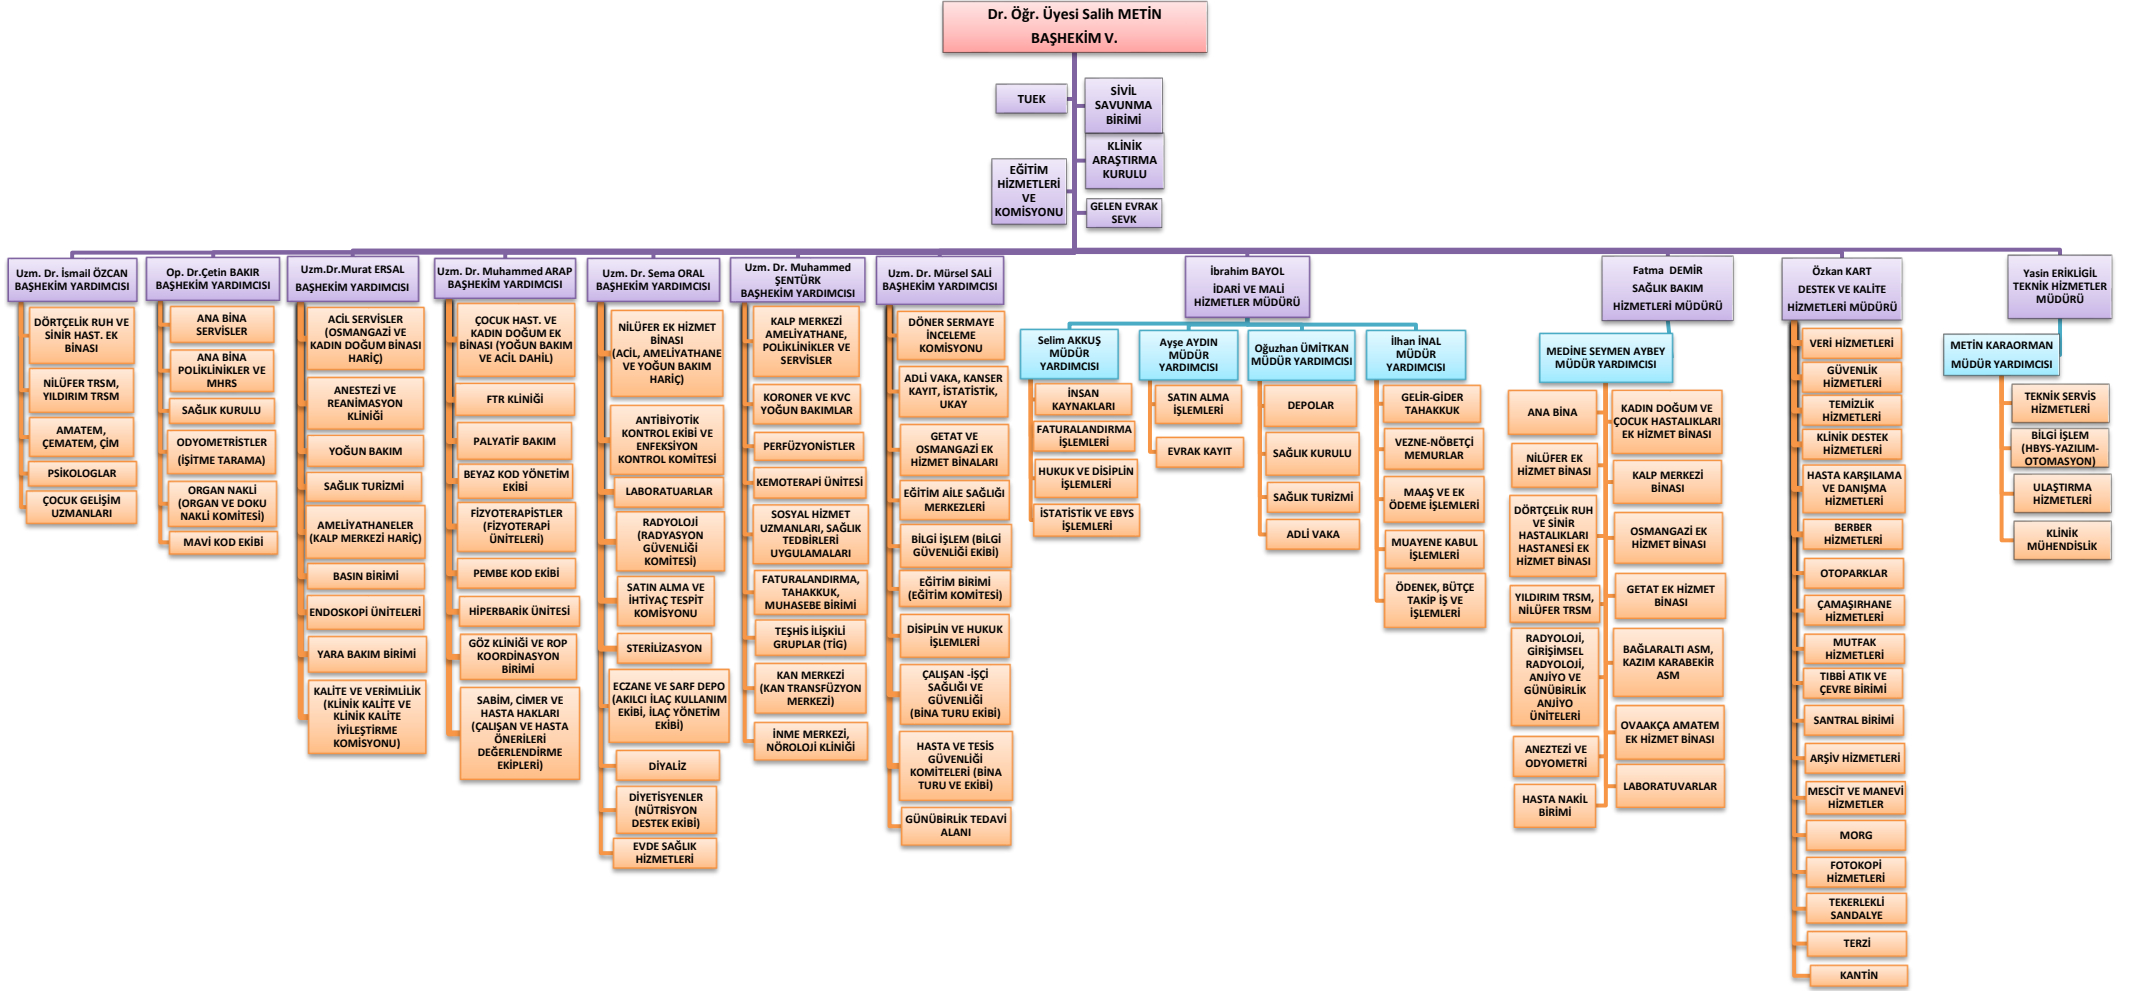 Dr. Öğr. Üyesi Salih METİN
BAŞHEKİM V.
TUEK
SİVİL
SAVUNMA
BİRİMİ
KLİNİK
ARAŞTIRMA
KURULU
EĞİTİM
HİZMETLERİ
VE
KOMİSYONU
GELEN EVRAK
SEVK
Uzm. Dr. İsmail ÖZCAN
BAŞHEKİM YARDIMCISI
DÖRTÇELİK RUH VE
SİNİR HAST. EK
BİNASI
NİLÜFER TRSM,
YILDIRIM TRSM
AMATEM,
ÇEMATEM, ÇİM
PSİKOLOGLAR
ÇOCUK GELİŞİM
UZMANLARI
Op. Dr.Çetin BAKIR
BAŞHEKİM YARDIMCISI
ANA BİNA
SERVİSLER
ANA BİNA
POLİKLİNİKLER VE
MHRS
SAĞLIK KURULU
ODYOMETRİSTLER
(İŞİTME TARAMA)
ORGAN NAKLİ
(ORGAN VE DOKU
NAKLİ KOMİTESİ)
MAVİ KOD EKİBİ
Uzm.Dr.Murat ERSAL
BAŞHEKİM YARDIMCISI
ACİL SERVİSLER
(OSMANGAZİ VE
KADIN DOĞUM BİNASI
HARİÇ)
ANESTEZİ VE
REANİMASYON
KLİNİĞİ
YOĞUN BAKIM
SAĞLIK TURİZMİ
AMELİYATHANELER
(KALP MERKEZİ HARİÇ)
BASIN BİRİMİ
ENDOSKOPİ ÜNİTELERİ
YARA BAKIM BİRİMİ
KALİTE VE VERİMLİLİK
(KLİNİK KALİTE VE
KLİNİK KALİTE
İYİLEŞTİRME
KOMİSYONU)
Uzm. Dr. Muhammed ARAP
BAŞHEKİM YARDIMCISI
ÇOCUK HAST. VE
KADIN DOĞUM EK
BİNASI (YOĞUN BAKIM
VE ACİL DAHİL)
FTR KLİNİĞİ
PALYATİF BAKIM
BEYAZ KOD YÖNETİM
EKİBİ
FİZYOTERAPİSTLER
(FİZYOTERAPİ
ÜNİTELERİ)
PEMBE KOD EKİBİ
HİPERBARİK ÜNİTESİ
GÖZ KLİNİĞİ VE ROP
KOORDİNASYON
BİRİMİ
SABİM, CİMER VE
HASTA HAKLARI
(ÇALIŞAN VE HASTA
ÖNERİLERİ
DEĞERLENDİRME
EKİPLERİ)
Uzm. Dr. Sema ORAL
BAŞHEKİM YARDIMCISI
NİLÜFER EK HİZMET
BİNASI
(ACİL, AMELİYATHANE
VE YOĞUN BAKIM
HARİÇ)
ANTİBİYOTİK
KONTROL EKİBİ VE
ENFEKSİYON
KONTROL KOMİTESİ
LABORATUARLAR
RADYOLOJİ
(RADYASYON
GÜVENLİĞİ
KOMİTESİ)
SATIN ALMA VE
İHTİYAÇ TESPİT
KOMİSYONU
STERİLİZASYON
ECZANE VE SARF DEPO
(AKILCI İLAÇ KULLANIM
EKİBİ, İLAÇ YÖNETİM
EKİBİ)
DİYALİZ
DİYETİSYENLER
(NÜTRİSYON
DESTEK EKİBİ)
EVDE SAĞLIK
HİZMETLERİ
Uzm. Dr. Muhammed
ŞENTÜRK
BAŞHEKİM YARDIMCISI
KALP MERKEZİ
AMELİYATHANE,
POLİKLİNİKLER VE
SERVİSLER
KORONER VE KVC
YOĞUN BAKIMLAR
PERFÜZYONİSTLER
KEMOTERAPİ ÜNİTESİ
SOSYAL HİZMET
UZMANLARI, SAĞLIK
TEDBİRLERİ
UYGULAMALARI
FATURALANDIRMA,
TAHAKKUK,
MUHASEBE BİRİMİ
TEŞHİS İLİŞKİLİ
GRUPLAR (TİG)
KAN MERKEZİ
(KAN TRANSFÜZYON
MERKEZİ)
İNME MERKEZİ,
NÖROLOJİ KLİNİĞİ
Uzm. Dr. Mürsel SALİ
BAŞHEKİM YARDIMCISI
DÖNER SERMAYE
İNCELEME
KOMİSYONU
ADLİ VAKA, KANSER
KAYIT, İSTATİSTİK,
UKAY
GETAT VE
OSMANGAZİ EK
HİZMET BİNALARI
EĞİTİM AİLE SAĞLIĞI
MERKEZLERİ
BİLGİ İŞLEM (BİLGİ
GÜVENLİĞİ EKİBİ)
EĞİTİM BİRİMİ
(EĞİTİM KOMİTESİ)
DİSİPLİN VE HUKUK
İŞLEMLERİ
ÇALIŞAN -İŞÇİ
SAĞLIĞI VE
GÜVENLİĞİ
(BİNA TURU EKİBİ)
HASTA VE TESİS
GÜVENLİĞİ
KOMİTELERİ (BİNA
TURU VE EKİBİ)
GÜNÜBİRLİK TEDAVİ
ALANI
İbrahim BAYOL
İDARİ VE MALİ
HİZMETLER MÜDÜRÜ
Selim AKKUŞ
MÜDÜR
YARDIMCISI
İNSAN
KAYNAKLARI
FATURALANDIRMA
İŞLEMLERİ
HUKUK VE DİSİPLİN
İŞLEMLERİ
İSTATİSTİK VE EBYS
İŞLEMLERİ
Ayşe AYDIN
MÜDÜR
YARDIMCISI
SATIN ALMA
İŞLEMLERİ
EVRAK KAYIT
Oğuzhan ÜMİTKAN
MÜDÜR YARDIMCISI
DEPOLAR
SAĞLIK KURULU
SAĞLIK TURİZMİ
ADLİ VAKA
İlhan İNAL
MÜDÜR
YARDIMCISI
GELİR-GİDER
TAHAKKUK
VEZNE-NÖBETÇİ
MEMURLAR
MAAŞ VE EK
ÖDEME İŞLEMLERİ
MUAYENE KABUL
İŞLEMLERİ
ÖDENEK, BÜTÇE
TAKİP İŞ VE
İŞLEMLERİ
Fatma  DEMİR
SAĞLIK BAKIM
HİZMETLERİ MÜDÜRÜ
MEDİNE SEYMEN AYBEY
MÜDÜR YARDIMCISI
ANA BİNA
NİLÜFER EK
HİZMET BİNASI
DÖRTÇELİK RUH
VE SİNİR
HASTALIKLARI
HASTANESİ EK
HİZMET BİNASI
YILDIRIM TRSM,
NİLÜFER TRSM
RADYOLOJİ,
GİRİŞİMSEL
RADYOLOJİ,
ANJİYO VE
GÜNÜBİRLİK
ANJİYO
ÜNİTELERİ
ANEZTEZİ VE
ODYOMETRİ
HASTA NAKİL
BİRİMİ
KADIN DOĞUM VE
ÇOCUK HASTALIKLARI
EK HİZMET BİNASI
KALP MERKEZİ
BİNASI
OSMANGAZİ EK
HİZMET BİNASI
GETAT EK HİZMET
BİNASI
BAĞLARALTI ASM,
KAZIM KARABEKİR
ASM
OVAAKÇA AMATEM
EK HİZMET BİNASI
LABORATUVARLAR
Özkan KART
DESTEK VE KALİTE
HİZMETLERİ MÜDÜRÜ
VERİ HİZMETLERİ
GÜVENLİK
HİZMETLERİ
TEMİZLİK
HİZMETLERİ
KLİNİK DESTEK
HİZMETLERİ
HASTA KARŞILAMA
VE DANIŞMA
HİZMETLERİ
BERBER
HİZMETLERİ
OTOPARKLAR
ÇAMAŞIRHANE
HİZMETLERİ
MUTFAK
HİZMETLERİ
TIBBİ ATIK VE
ÇEVRE BİRİMİ
SANTRAL BİRİMİ
ARŞİV HİZMETLERİ
MESCİT VE MANEVİ
HİZMETLER
MORG
FOTOKOPİ
HİZMETLERİ
TEKERLEKLİ
SANDALYE
TERZİ
KANTİN
Yasin ERİKLİGİL
TEKNİK HİZMETLER
MÜDÜRÜ
METİN KARAORMAN
MÜDÜR YARDIMCISI
TEKNİK SERVİS
HİZMETLERİ
BİLGİ İŞLEM
(HBYS-YAZILIM-
OTOMASYON)
ULAŞTIRMA
HİZMETLERİ
KLİNİK
MÜHENDİSLİK